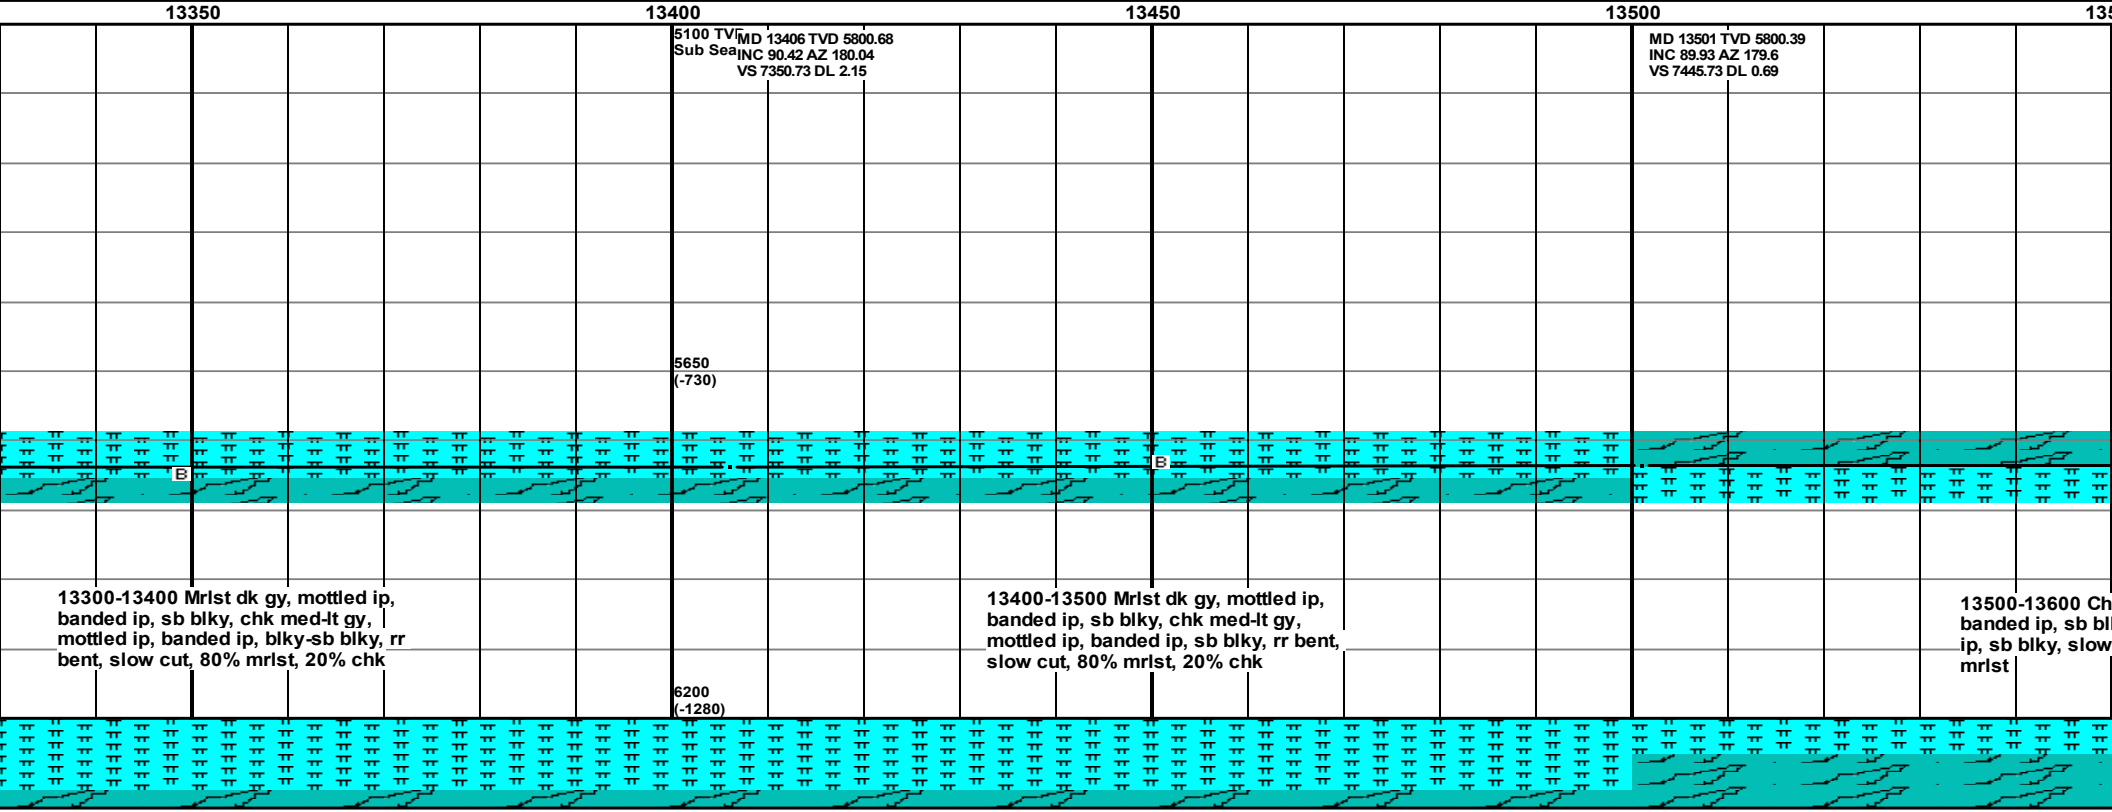 13350
13400
13450
13500
5100 TV
Sub Sea
MD 13406 TVD 5800.68
INC 90.42 AZ 180.04
VS 7350.73 DL 2.15
MD 13501 TVD 5800.39
INC 89.93 AZ 179.6
VS 7445.73 DL 0.69
5650
(-730)
B
B
13300-13400 Mrlst dk gy, mottled ip,
banded ip, sb blky, chk med-lt gy,
mottled ip, banded ip, blky-sb blky, rr
bent, slow cut, 80% mrlst, 20% chk
13400-13500 Mrlst dk gy, mottled ip,
banded ip, sb blky, chk med-lt gy,
mottled ip, banded ip, sb blky, rr bent,
slow cut, 80% mrlst, 20% chk
13500-13600 Ch
banded ip, sb bl
ip, sb blky, slow
mrlst
6200
(-1280)